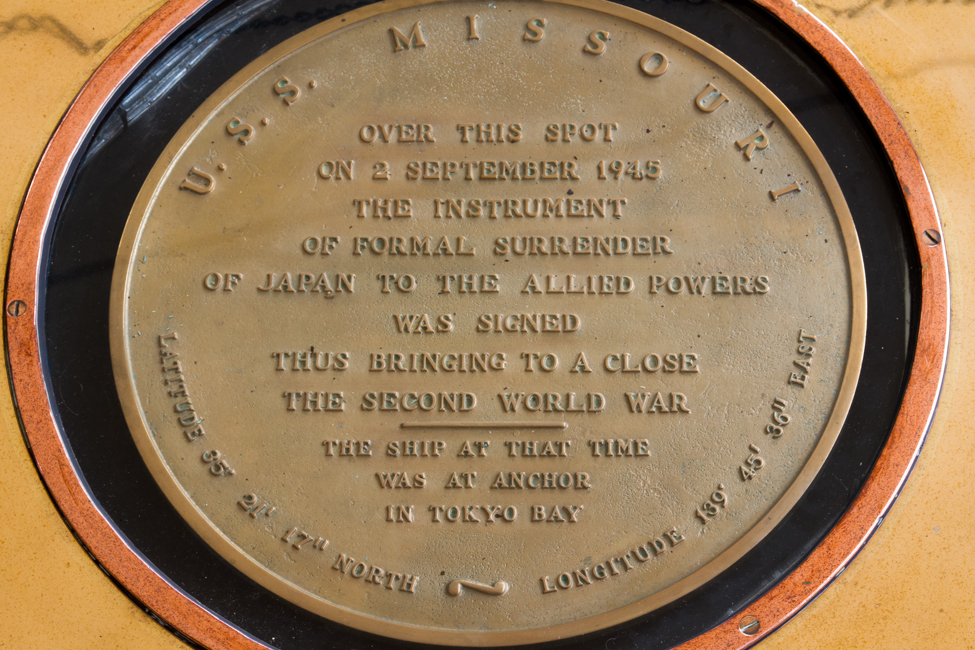 U.S.S. MISSOURI
OVER THIS SPOT
ON 2 SEPTEMBER 1945
THE INSTRUMENT
OF FORMAL SURRENDER
OF JAPAN TO THE ALLIED POWERS
WAS SIGNED
THUS BRINGING TO A CLOSE
THE SECOND WORLD WAR
THE SHIP AT THAT TIME
WAS AT ANCHOR
IN TOKYO BAY
LATITUDE 35° 21' 17" NORTH ~ LONGITUDE 139° 45' 36" EAST